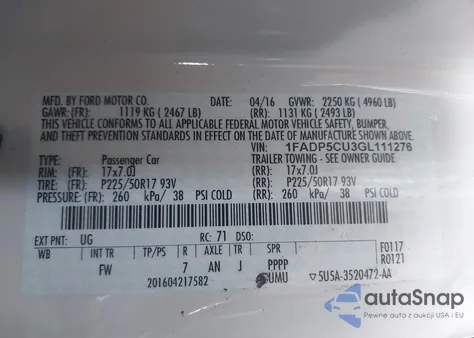 MFD. BY FORD MOTOR CO. DATE: 04/16 GVWR: 2250 KG (4960 LB)
GAWR: (FR): 1119 KG (2467 LB) (RR): 1131 KG (2493 LB)
THIS VEHICLE CONFORMS TO ALL APPLICABLE FEDERAL MOTOR VEHICLE SAFETY, BUMPER,
AND THEFT PREVENTION STANDARDS IN EFFECT ON THE DATE OF MANUFACTURE SHOWN ABOVE.
VIN: 1FADP5CU3GL111276
TYPE: Passenger Car TRAILER TOWING - SEE OWNER GUIDE
RIM: (FR): 17x7.0J (RR): 17x7.0J
TIRE: (FR): P225/50R17 93V (RR): P225/50R17 93V
PRESSURE: (FR): 260 kPa/ 38 PSI COLD (RR): 260 kPa/ 38 PSI COLD
EXT PNT: UG RC: 71 DSO: F0117
WB INT TR TP/PS R AXLE TR SPR R0121
FW 7 AN J PPPP
201604217582 UMU 5U5A-3520472-AA
autoSnap
Pewne auta z aukcji w USA i EU